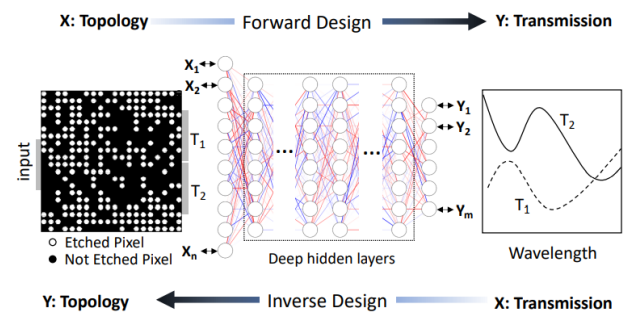 X: Topology Forward Design Y: Transmission
X1
X2
Xn
input
T1
T2
Etched Pixel
Not Etched Pixel
... ...
Deep hidden layers
Y1
Y2
Ym
T2
T1
Wavelength
Y: Topology Inverse Design X: Transmission